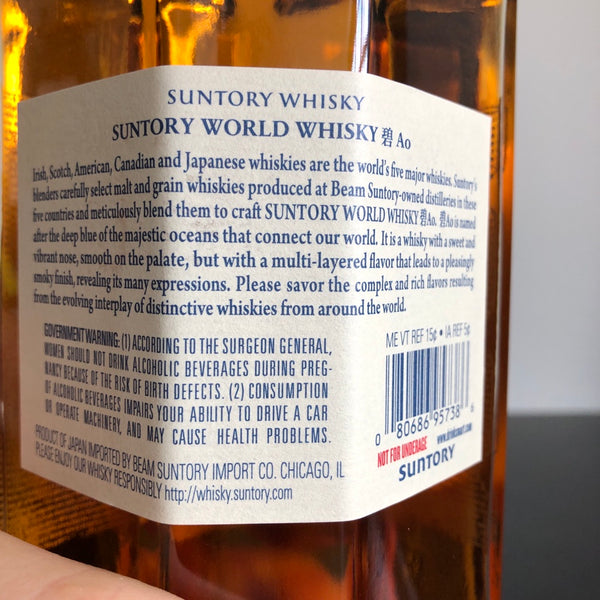 SUNTORY WHISKY
SUNTORY WORLD WHISKY 碧 Ao
Irish, Scotch, American, Canadian and Japanese whiskies are the world's five major whiskies. Suntory's
blenders carefully select malt and grain whiskies produced at Beam Suntory-owned distilleries in these
five countries and meticulously blend them to craft SUNTORY WORLD WHISKY 碧Ao. 碧Ao is named
after the deep blue of the majestic oceans that connect our world. It is a whisky with a sweet and
vibrant nose, smooth on the palate, but with a multi-layered flavor that leads to a pleasingly
smoky finish, revealing its many expressions. Please savor the complex and rich flavors resulting
from the evolving interplay of distinctive whiskies from around the world.
GOVERNMENT WARNING: (1) ACCORDING TO THE SURGEON GENERAL,
WOMEN SHOULD NOT DRINK ALCOHOLIC BEVERAGES DURING PREG-
NANCY BECAUSE OF THE RISK OF BIRTH DEFECTS. (2) CONSUMPTION
OF ALCOHOLIC BEVERAGES IMPAIRS YOUR ABILITY TO DRIVE A CAR
OR OPERATE MACHINERY, AND MAY CAUSE HEALTH PROBLEMS.
PRODUCT OF JAPAN IMPORTED BY BEAM SUNTORY IMPORT CO. CHICAGO, IL
PLEASE ENJOY OUR WHISKY RESPONSIBLY http://whisky.suntory.com
ME VT REF 15¢ • IA REF 5¢
0 80686 95738 6
NOT FOR UNDERAGE
www.drinksmart.com
SUNTORY